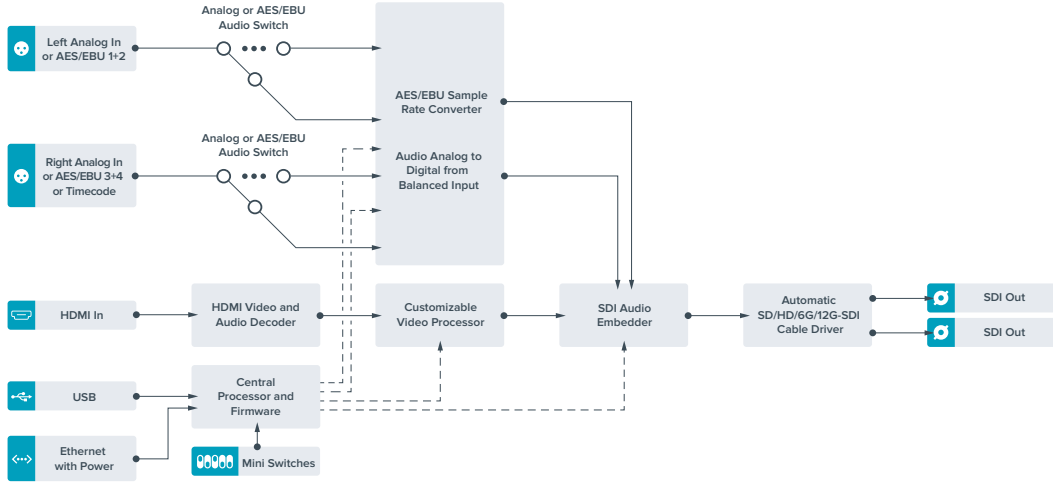 Analog or AES/EBU
Audio Switch
Left Analog In
or AES/EBU 1+2
AES/EBU Sample
Rate Converter
Analog or AES/EBU
Audio Switch
Right Analog In
or AES/EBU 3+4
or Timecode
Audio Analog to
Digital from
Balanced Input
HDMI In
HDMI Video and
Audio Decoder
Customizable
Video Processor
SDI Audio
Embedder
Automatic
SD/HD/6G/12G-SDI
Cable Driver
SDI Out
SDI Out
USB
Central
Processor and
Firmware
Ethernet
with Power
Mini Switches